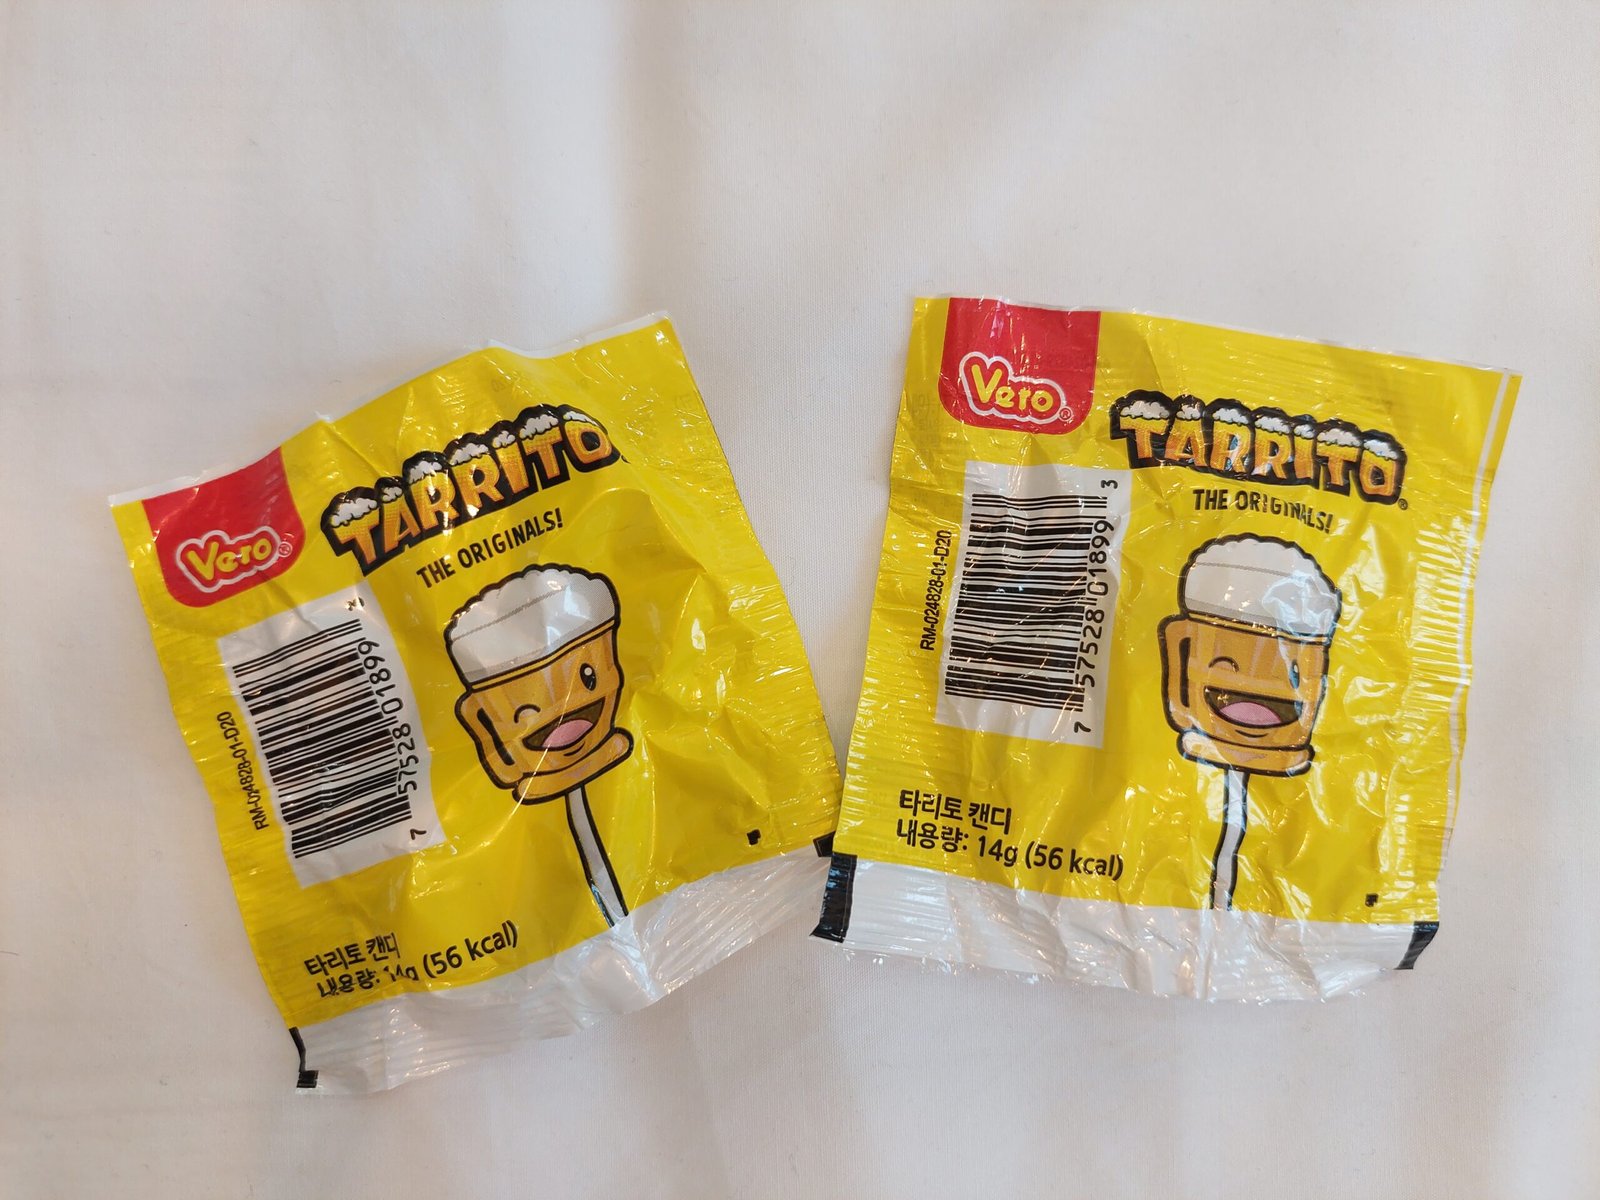 Vero®
TARRITO
THE ORIGINALS!
RM-024828-01-D20
7 57528 01899 3
타리토 캔디
내용량: 14g (56 kcal)
Vero®
TARRITO®
THE ORIGINALS!
RM-024828-01-D20
7 57528 01899 3
타리토 캔디
내용량: 14g (56 kcal)